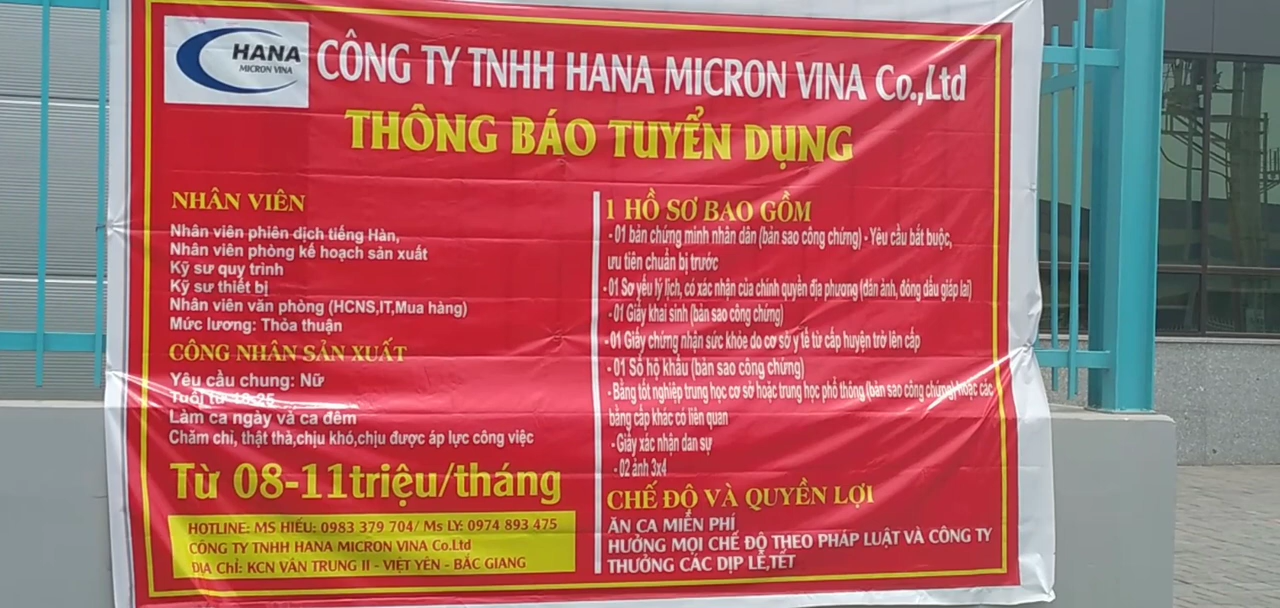 HANA
MICRON VINA
CÔNG TY TNHH HANA MICRON VINA Co.,Ltd
THÔNG BÁO TUYỂN DỤNG
NHÂN VIÊN
Nhân viên phiên dịch tiếng Hàn,
Nhân viên phòng kế hoạch sản xuất
Kỹ sư quy trình
Kỹ sư thiết bị
Nhân viên văn phòng (HCNS,IT,Mua hàng)
Mức lương: Thỏa thuận
CÔNG NHÂN SẢN XUẤT
Yêu cầu chung: Nữ
Tuổi từ 18-25
Làm ca ngày và ca đêm
Chăm chỉ, thật thà,chịu khó,chịu được áp lực công việc
Từ 08-11triệu/tháng
HOTLINE: MS HIẾU: 0983 379 704/ Ms LÝ: 0974 893 475
CÔNG TY TNHH HANA MICRON VINA Co.Ltd
ĐỊA CHỈ: KCN VÂN TRUNG II - VIỆT YÊN - BẮC GIANG
1 HỒ SƠ BAO GỒM
- 01 bản chứng minh nhân dân (bản sao công chứng) - Yêu cầu bắt buộc,
ưu tiên chuẩn bị trước
- 01 Sơ yếu lý lịch, có xác nhận của chính quyền địa phương (dán ảnh, đóng dấu giáp lai)
- 01 Giấy khai sinh (bản sao công chứng)
- 01 Giấy chứng nhận sức khỏe do cơ sở y tế từ cấp huyện trở lên cấp
- 01 Sổ hộ khẩu (bản sao công chứng)
- Bằng tốt nghiệp trung học cơ sở hoặc trung học phổ thông (bản sao công chứng) hoặc các
bằng cấp khác có liên quan
- Giấy xác nhận dan sự
- 02 ảnh 3x4
CHẾ ĐỘ VÀ QUYỀN LỢI
ĂN CA MIỄN PHÍ
HƯỞNG MỌI CHẾ ĐỘ THEO PHÁP LUẬT VÀ CÔNG TY
THƯỞNG CÁC DỊP LỄ,TẾT